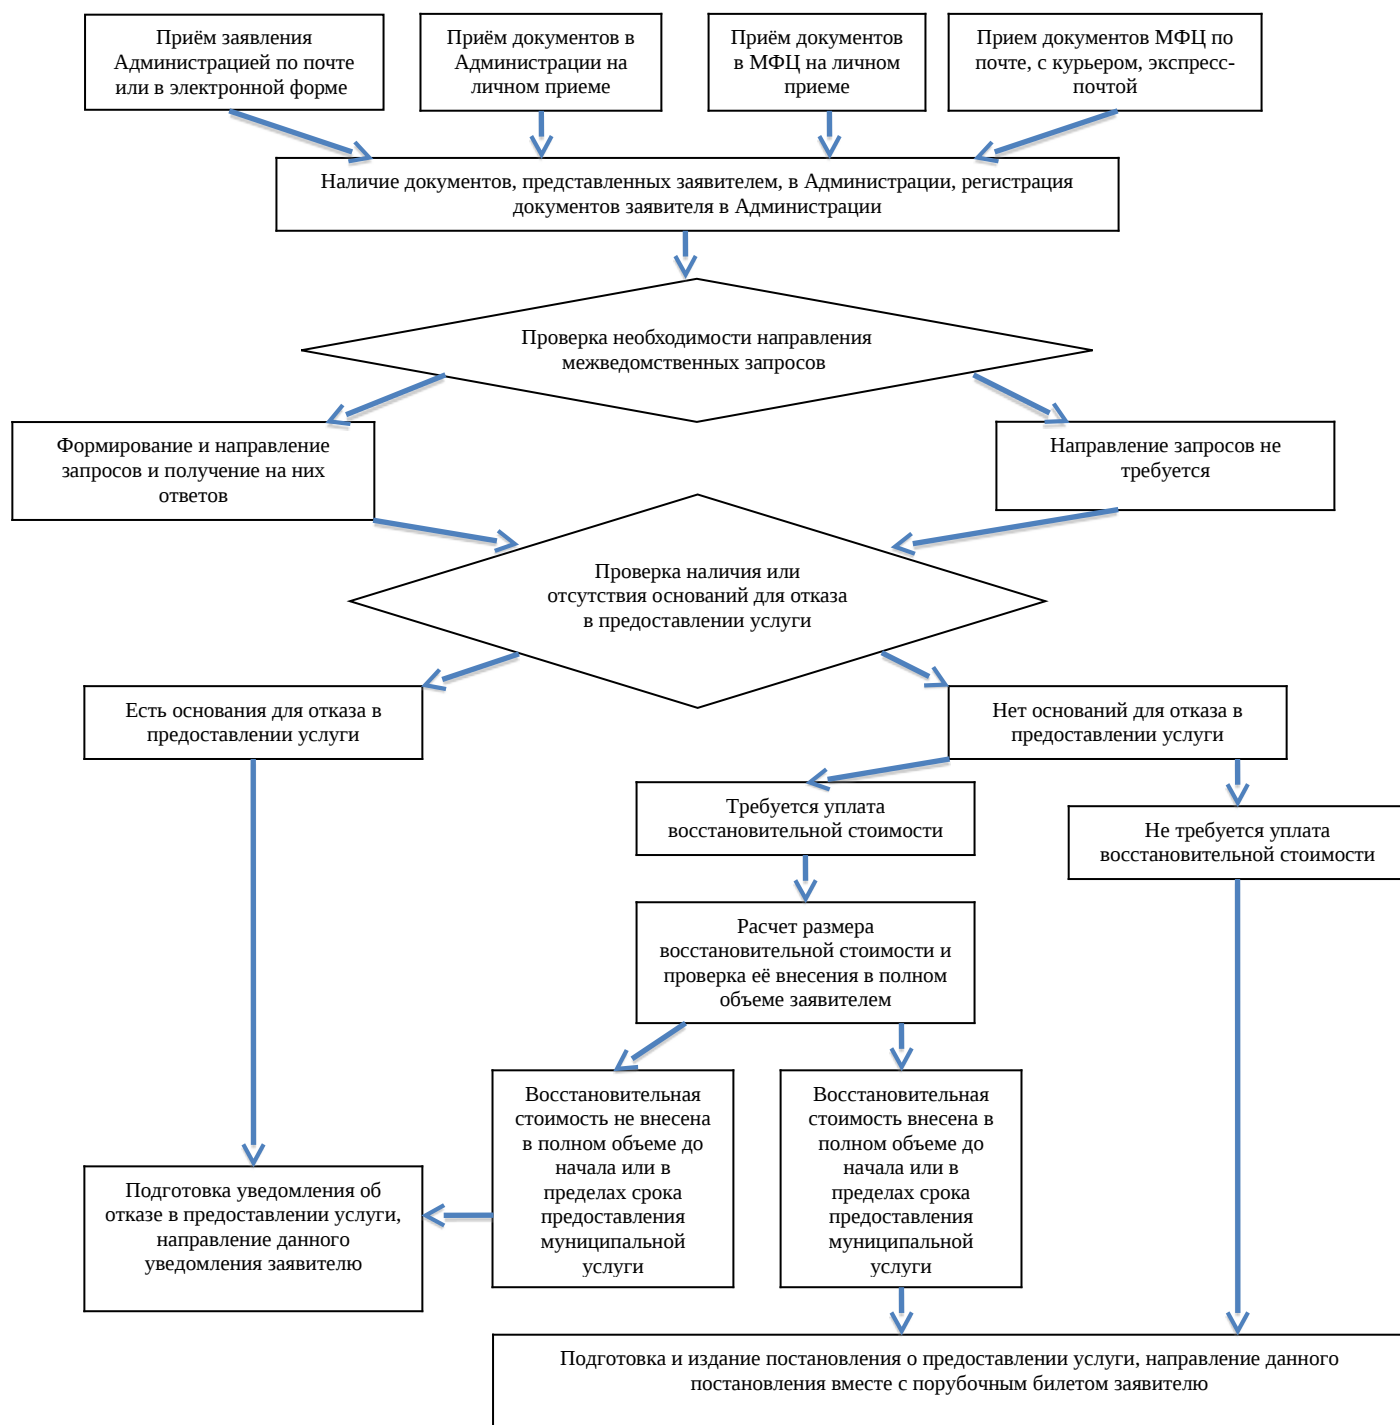 Приём заявления
Администрацией по почте
или в электронной форме
Приём документов в
Администрации на
личном приеме
Приём документов
в МФЦ на личном
приеме
Прием документов МФЦ по
почте, с курьером, экспресс-
почтой
Наличие документов, представленных заявителем, в Администрации, регистрация
документов заявителя в Администрации
Проверка необходимости направления
межведомственных запросов
Формирование и направление
запросов и получение на них
ответов
Направление запросов не
требуется
Проверка наличия или
отсутствия оснований для отказа
в предоставлении услуги
Есть основания для отказа в
предоставлении услуги
Нет оснований для отказа в
предоставлении услуги
Требуется уплата
восстановительной стоимости
Не требуется уплата
восстановительной стоимости
Расчет размера
восстановительной стоимости и
проверка её внесения в полном
объеме заявителем
Восстановительная
стоимость не внесена
в полном объеме до
начала или в
пределах срока
предоставления
муниципальной
услуги
Восстановительная
стоимость внесена в
полном объеме до
начала или в
пределах срока
предоставления
муниципальной
услуги
Подготовка уведомления об
отказе в предоставлении услуги,
направление данного
уведомления заявителю
Подготовка и издание постановления о предоставлении услуги, направление данного
постановления вместе с порубочным билетом заявителю